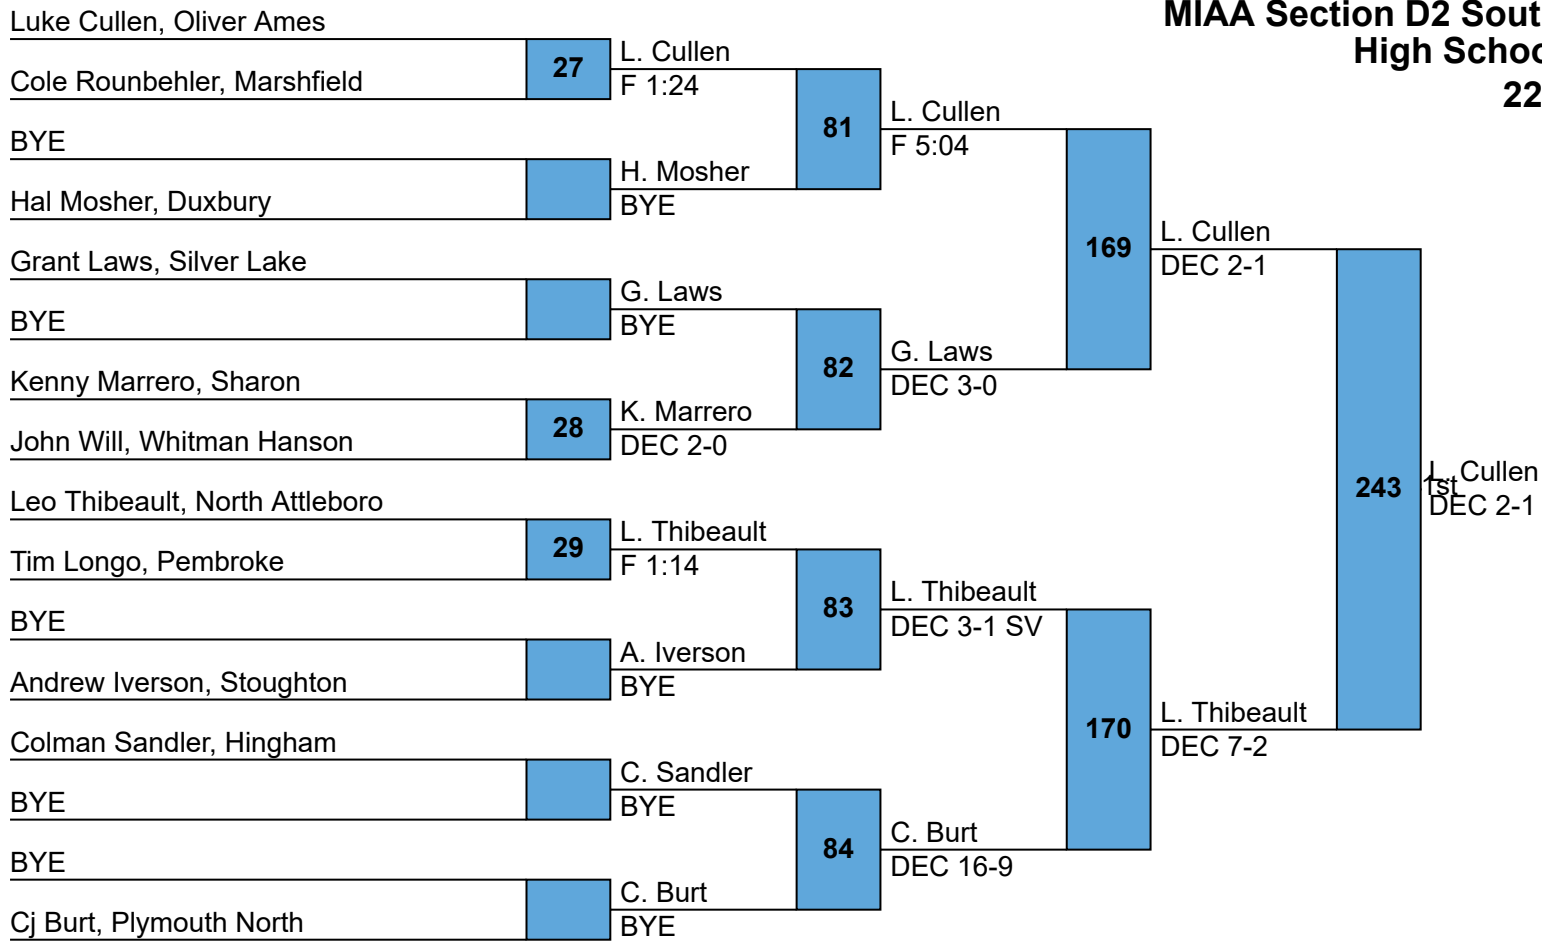 MIAA Section D2 Sout
High Schoo
22
Luke Cullen, Oliver Ames
Cole Rounbehler, Marshfield
BYE
Hal Mosher, Duxbury
Grant Laws, Silver Lake
BYE
Kenny Marrero, Sharon
John Will, Whitman Hanson
Leo Thibeault, North Attleboro
Tim Longo, Pembroke
BYE
Andrew Iverson, Stoughton
Colman Sandler, Hingham
BYE
BYE
Cj Burt, Plymouth North
27
28
29
L. Cullen
F 1:24
H. Mosher
BYE
G. Laws
BYE
K. Marrero
DEC 2-0
L. Thibeault
F 1:14
A. Iverson
BYE
C. Sandler
BYE
C. Burt
BYE
81
82
83
84
L. Cullen
F 5:04
G. Laws
DEC 3-0
L. Thibeault
DEC 3-1 SV
C. Burt
DEC 16-9
169
170
L. Cullen
DEC 2-1
L. Thibeault
DEC 7-2
243
1st
L. Cullen
DEC 2-1